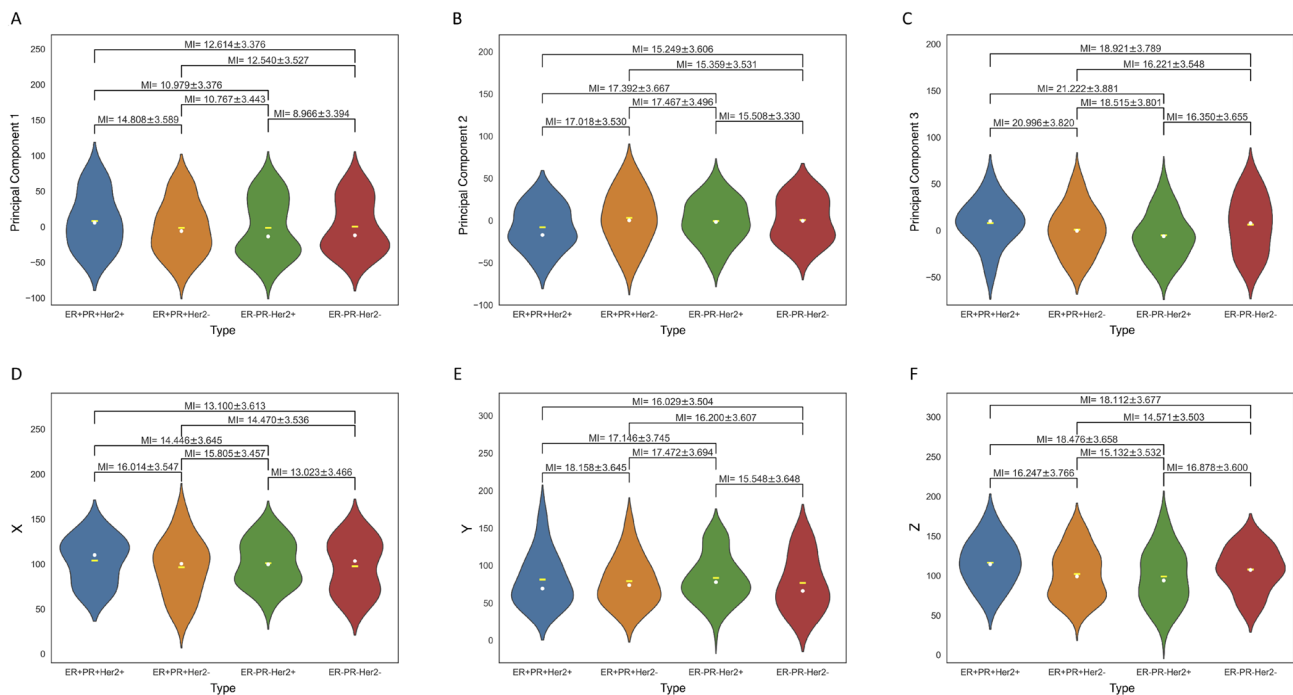 A
Principal Component 1
250
200
150
100
50
0
−50
−100
MI= 12.614±3.376
MI= 12.540±3.527
MI= 10.979±3.376
MI= 10.767±3.443
MI= 14.808±3.589
MI= 8.966±3.394
ER+PR+Her2+ ER+PR+Her2- ER-PR-Her2+ ER-PR-Her2-
Type
B
Principal Component 2
200
150
100
50
0
−50
−100
MI= 15.249±3.606
MI= 15.359±3.531
MI= 17.392±3.667
MI= 17.467±3.496
MI= 17.018±3.530
MI= 15.508±3.330
ER+PR+Her2+ ER+PR+Her2- ER-PR-Her2+ ER-PR-Her2-
Type
C
Principal Component 3
200
150
100
50
0
−50
MI= 18.921±3.789
MI= 16.221±3.548
MI= 21.222±3.881
MI= 18.515±3.801
MI= 20.996±3.820
MI= 16.350±3.655
ER+PR+Her2+ ER+PR+Her2- ER-PR-Her2+ ER-PR-Her2-
Type
D
X
250
200
150
100
50
0
MI= 13.100±3.613
MI= 14.470±3.536
MI= 14.446±3.645
MI= 15.805±3.457
MI= 16.014±3.547
MI= 13.023±3.466
ER+PR+Her2+ ER+PR+Her2- ER-PR-Her2+ ER-PR-Her2-
Type
E
Y
300
250
200
150
100
50
0
MI= 16.029±3.504
MI= 16.200±3.607
MI= 17.146±3.745
MI= 17.472±3.694
MI= 18.158±3.645
MI= 15.548±3.648
ER+PR+Her2+ ER+PR+Her2- ER-PR-Her2+ ER-PR-Her2-
Type
F
Z
300
250
200
150
100
50
0
MI= 18.112±3.677
MI= 14.571±3.503
MI= 18.476±3.658
MI= 15.132±3.532
MI= 16.247±3.766
MI= 16.878±3.600
ER+PR+Her2+ ER+PR+Her2- ER-PR-Her2+ ER-PR-Her2-
Type